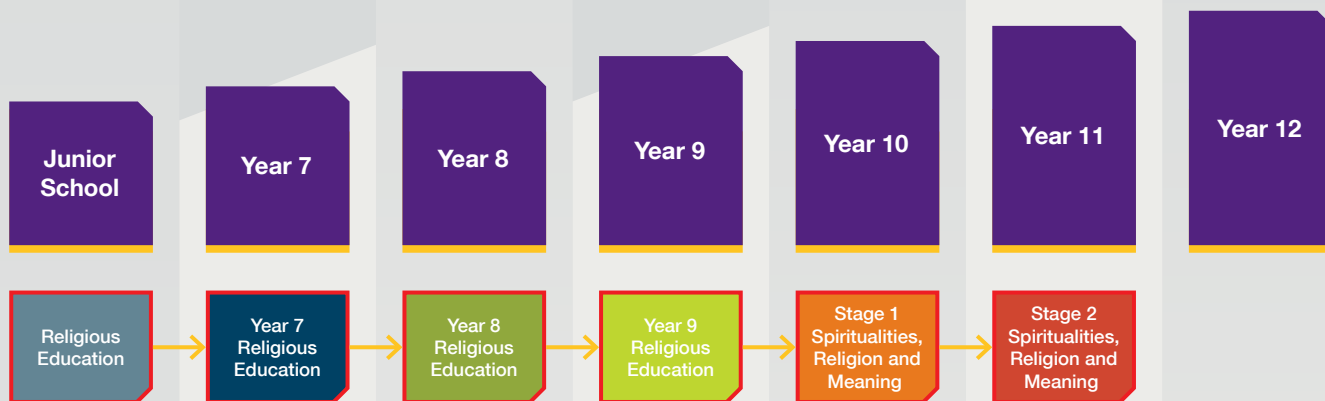 Junior
School
Year 7
Year 8
Year 9
Year 10
Year 11
Year 12
Religious
Education
Year 7
Religious
Education
Year 8
Religious
Education
Year 9
Religious
Education
Stage 1
Spiritualities,
Religion and
Meaning
Stage 2
Spiritualities,
Religion and
Meaning